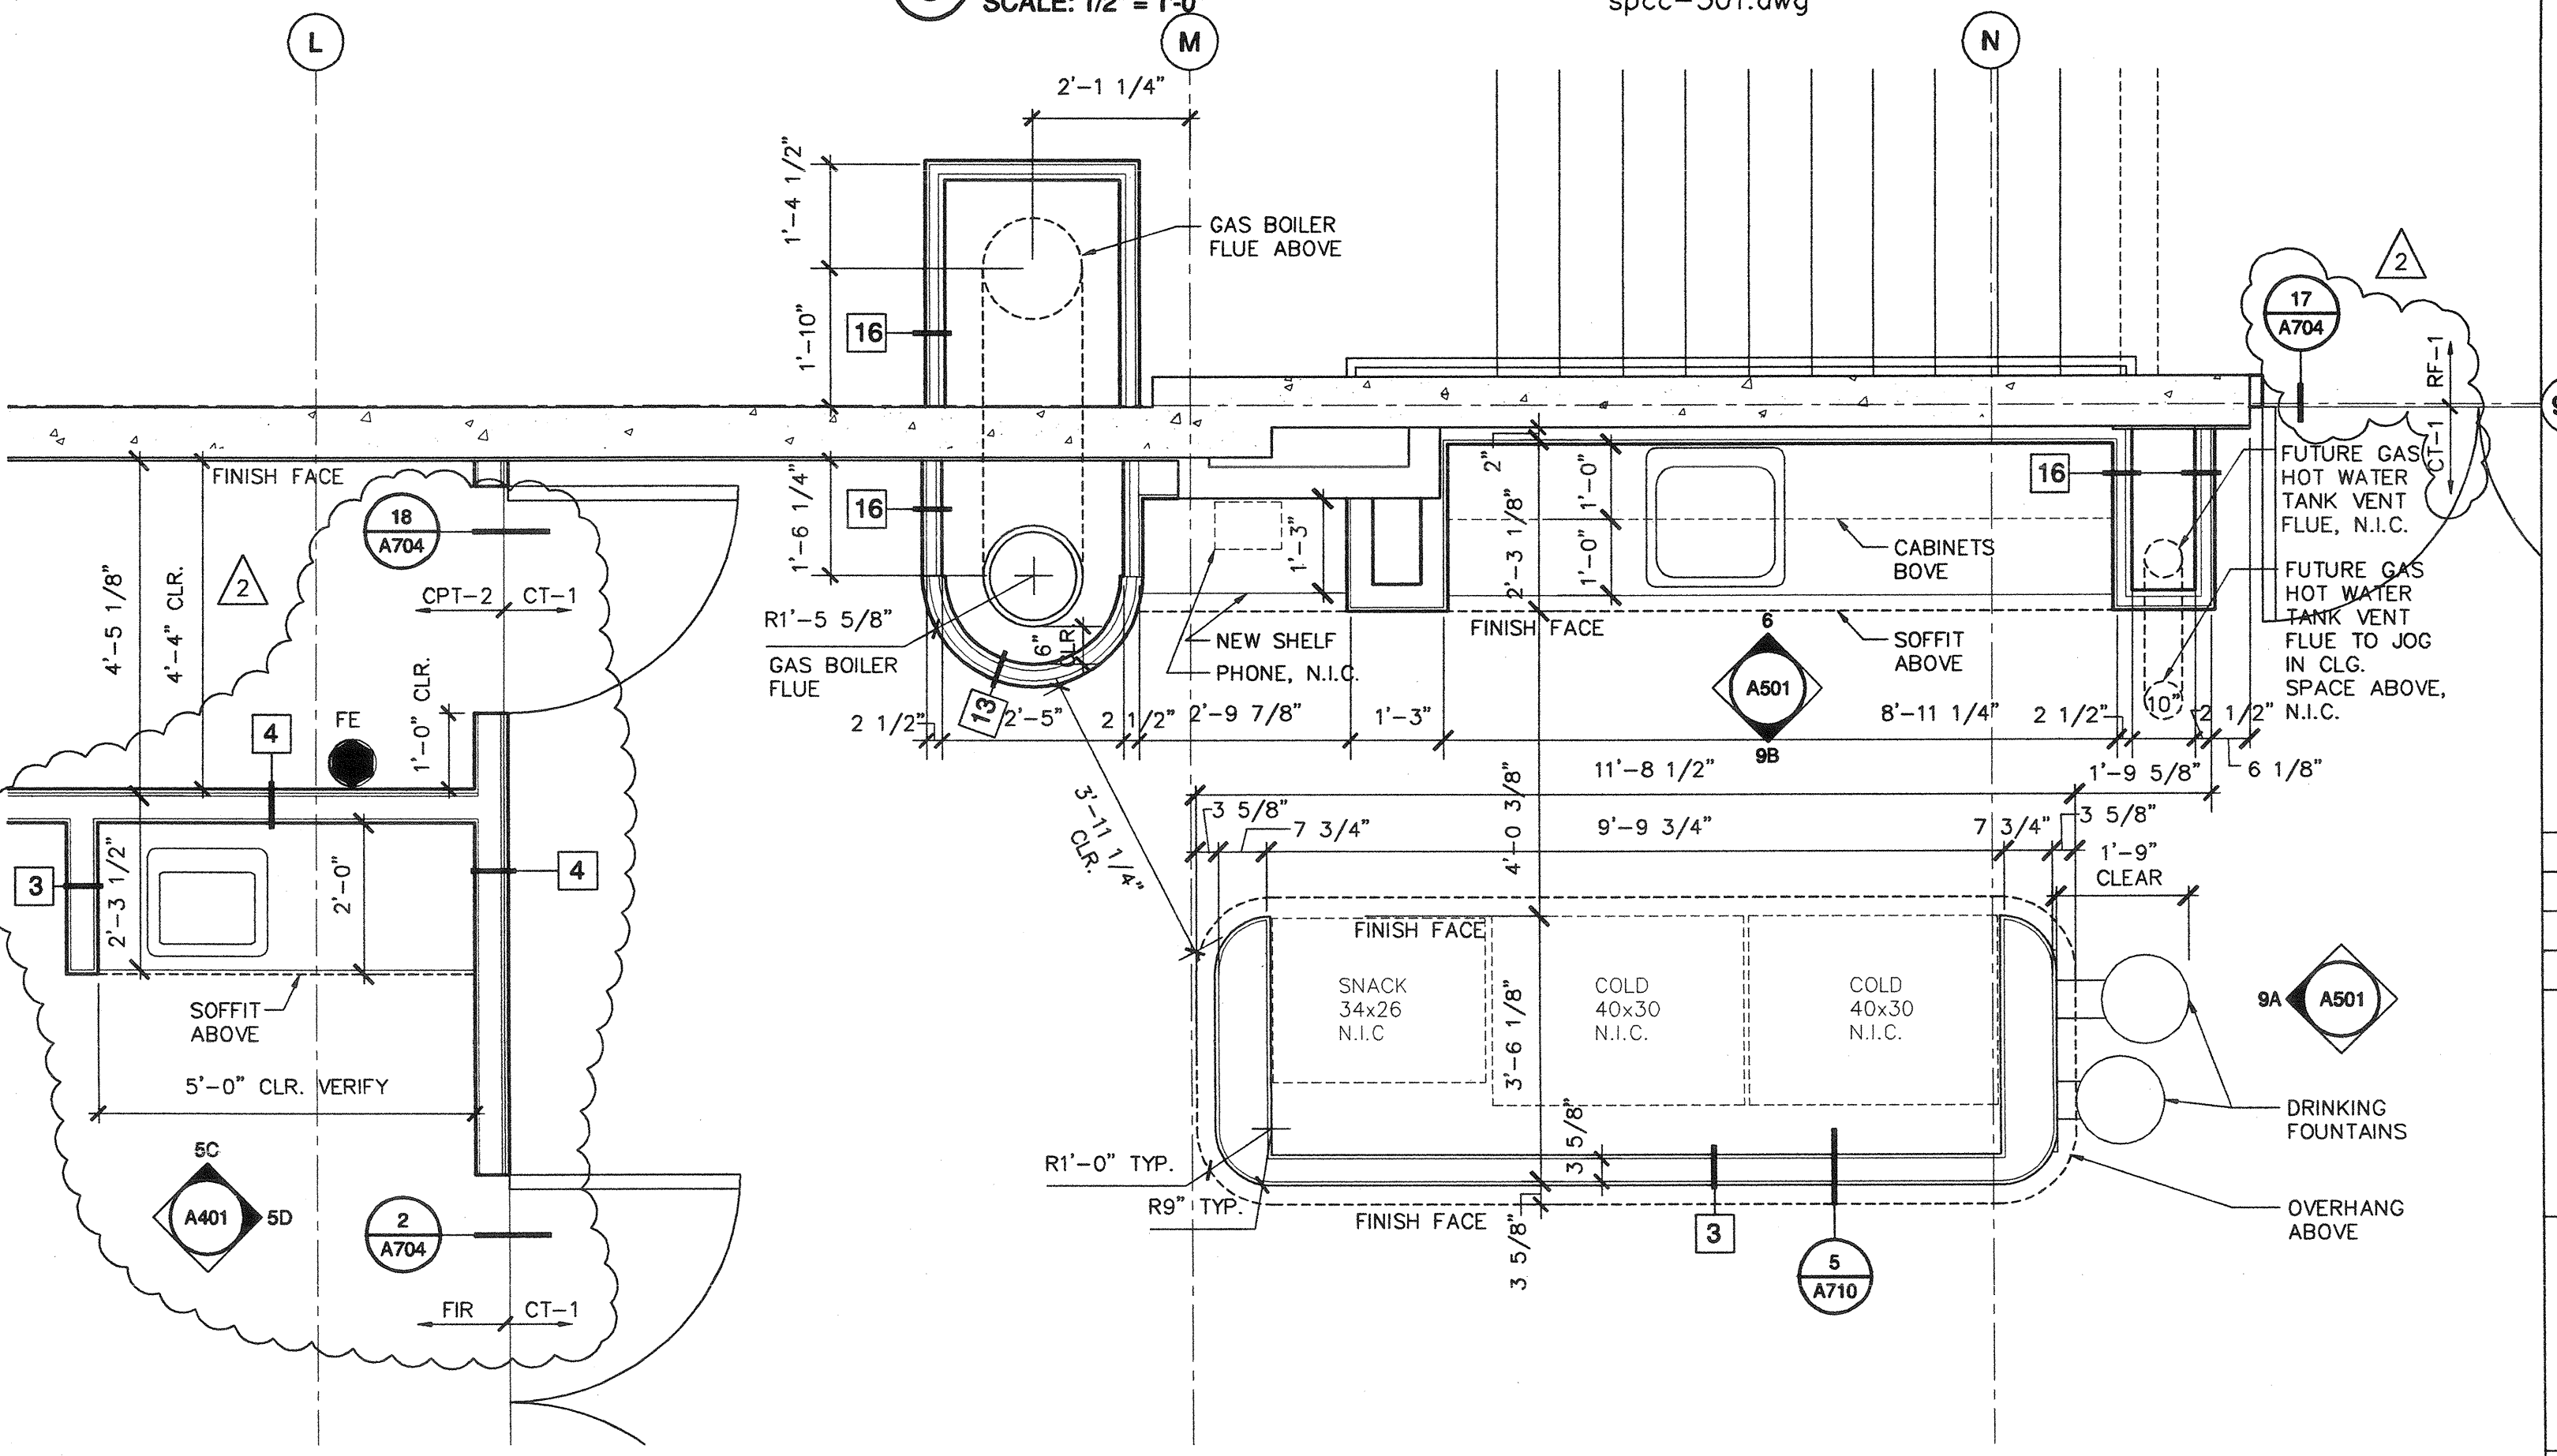 SCALE: 1/2" = 1'-0"
spcc-501.dwg
L
M
N
2'-1 1/4"
1'-4 1/2"
GAS BOILER
FLUE ABOVE
1'-10"
16
2
17
A704
RF-1
CT-1
FINISH FACE
18
A704
CPT-2
CT-1
2
4'-5 1/8"
4'-4" CLR.
1'-0" CLR.
FE
4
16
1'-6 1/4"
R1'-5 5/8"
GAS BOILER
FLUE
6"
CLR.
13
1'-3"
NEW SHELF
PHONE, N.I.C.
2"
2'-3 1/8"
1'-0"
1'-0"
FINISH FACE
CABINETS
BOVE
SOFFIT
ABOVE
6
A501
9B
16
FUTURE GAS
HOT WATER
TANK VENT
FLUE, N.I.C.
FUTURE GAS
HOT WATER
TANK VENT
FLUE TO JOG
IN CLG.
SPACE ABOVE,
N.I.C.
2 1/2"
2'-5"
2 1/2"
2'-9 7/8"
1'-3"
8'-11 1/4"
2 1/2"
10"
2 1/2"
6 1/8"
3'-11 1/4"
CLR.
4'-0 3/8"
11'-8 1/2"
1'-9 5/8"
3 5/8"
7 3/4"
9'-9 3/4"
7 3/4"
3 5/8"
1'-9"
CLEAR
3
2'-3 1/2"
2'-0"
4
SOFFIT
ABOVE
5'-0" CLR. VERIFY
5C
A401
5D
2
A704
FIR
CT-1
FINISH FACE
SNACK
34x26
N.I.C
COLD
40x30
N.I.C.
COLD
40x30
N.I.C.
3'-6 1/8"
9A
A501
DRINKING
FOUNTAINS
OVERHANG
ABOVE
R1'-0" TYP.
R9" TYP.
3 5/8"
FINISH FACE
3 5/8"
3
5
A710